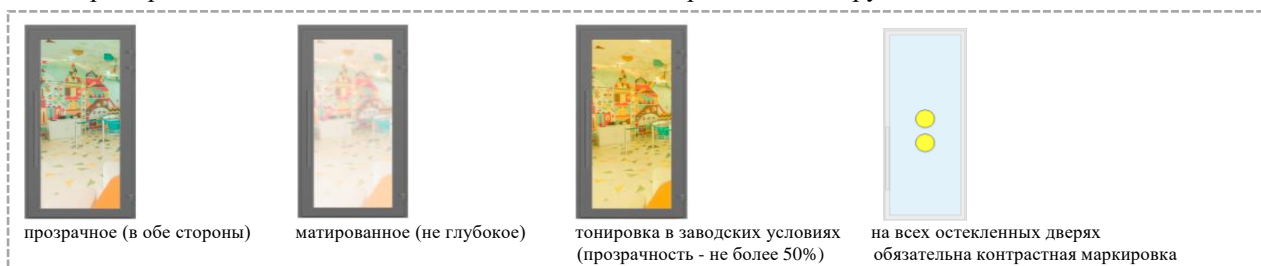 прозрачное (в обе стороны)
матированное (не глубокое)
тонировка в заводских условиях
(прозрачность - не более 50%)
на всех остекленных дверях
обязательна контрастная маркировка